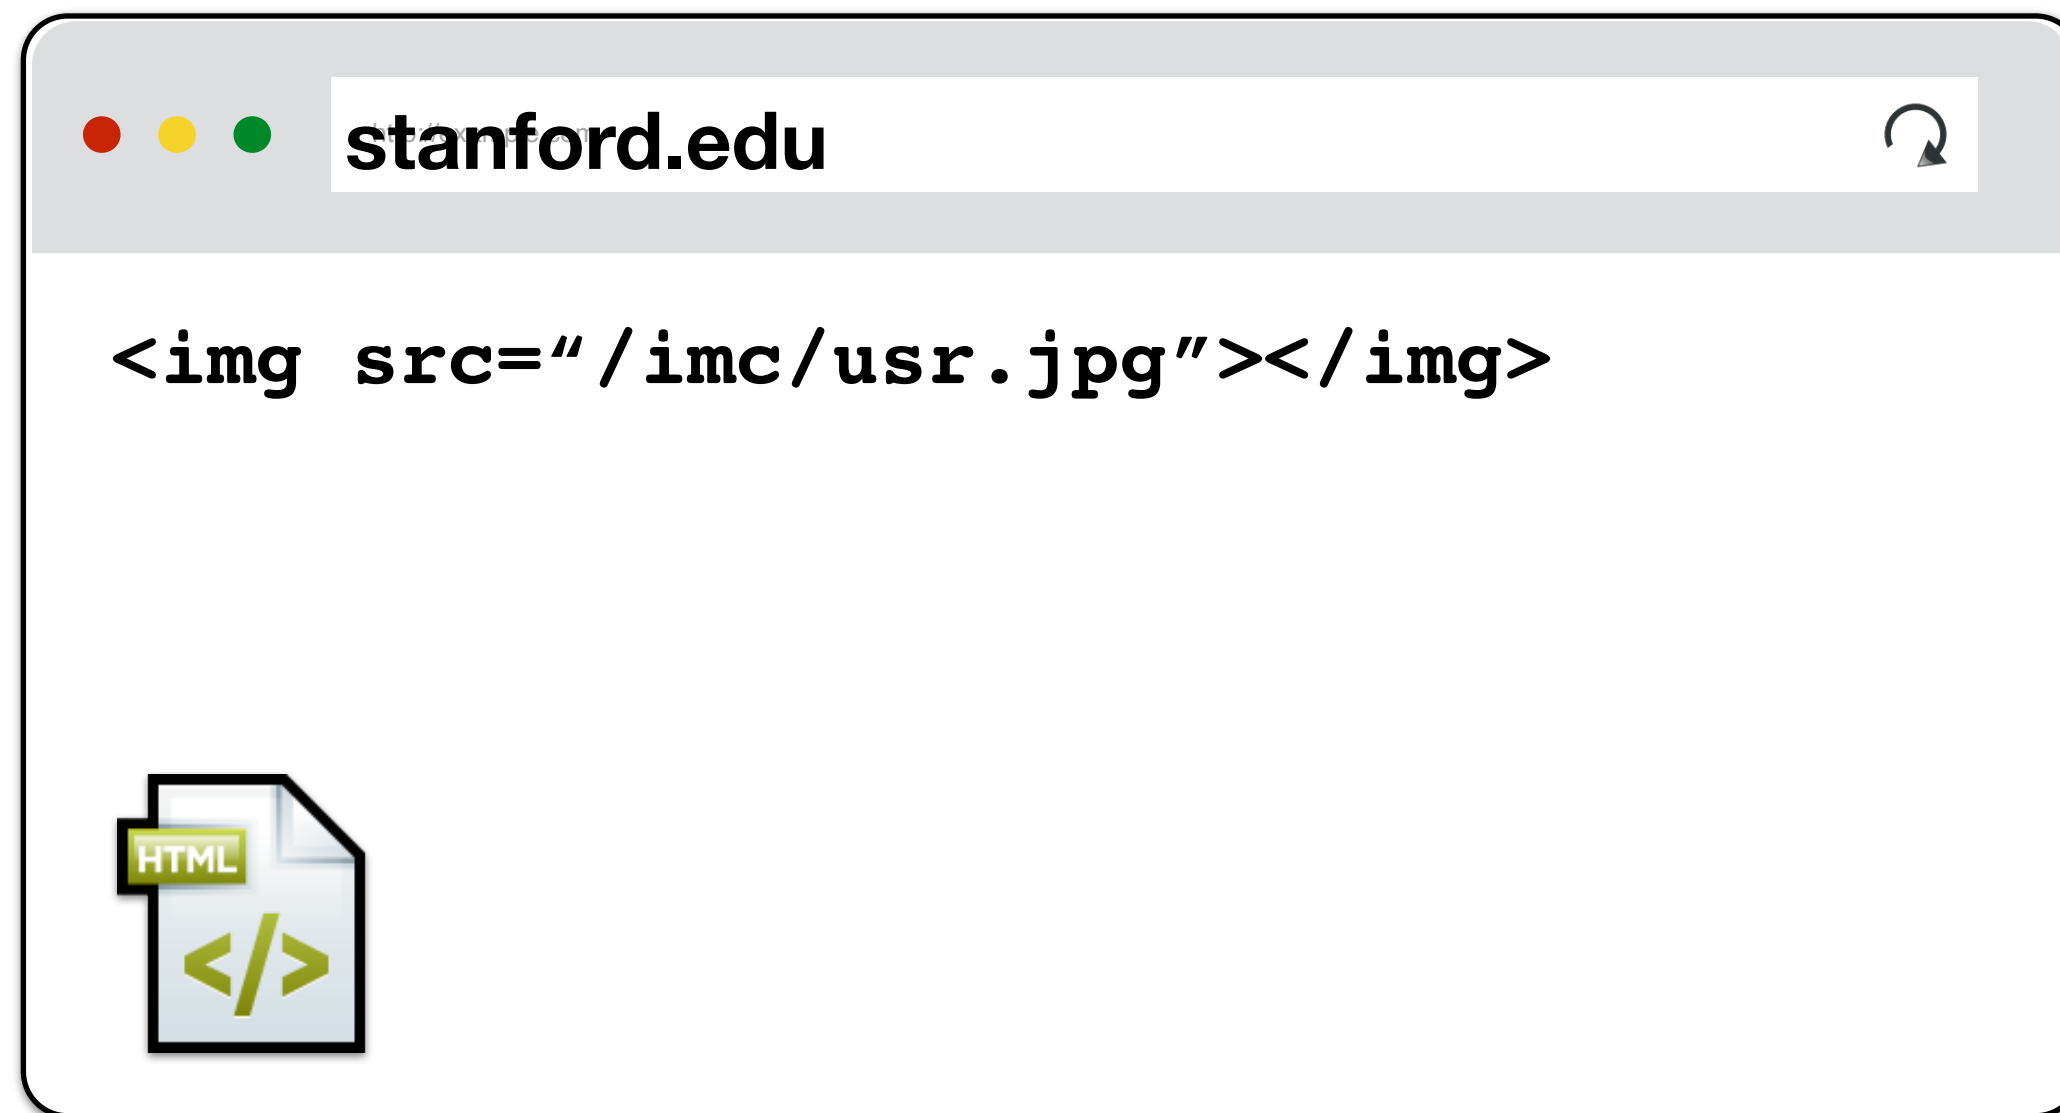 stanford.edu
<img src=“/imc/usr.jpg”></img>
HTML
</>